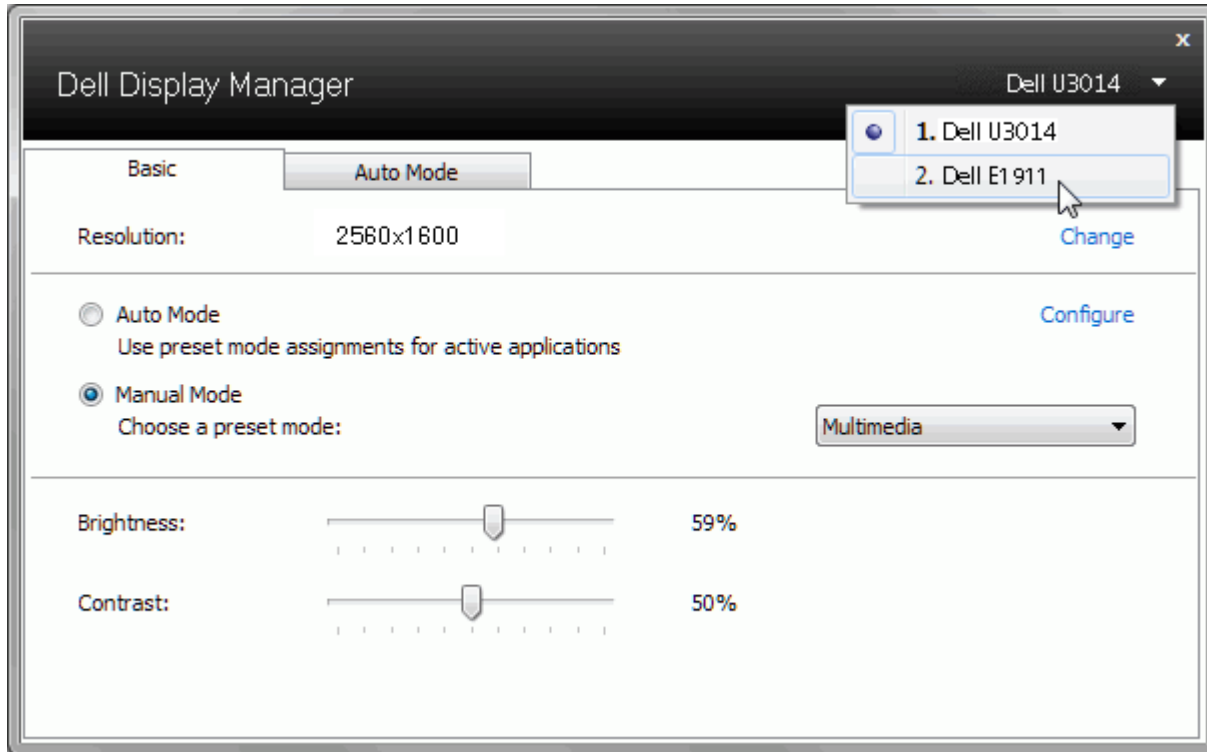 x
Dell Display Manager
Dell U3014
1. Dell U3014
2. Dell E1911
Basic
Auto Mode
Resolution:
2560x1600
Change
Auto Mode
Configure
Use preset mode assignments for active applications
Manual Mode
Choose a preset mode:
Multimedia
Brightness:
59%
Contrast:
50%